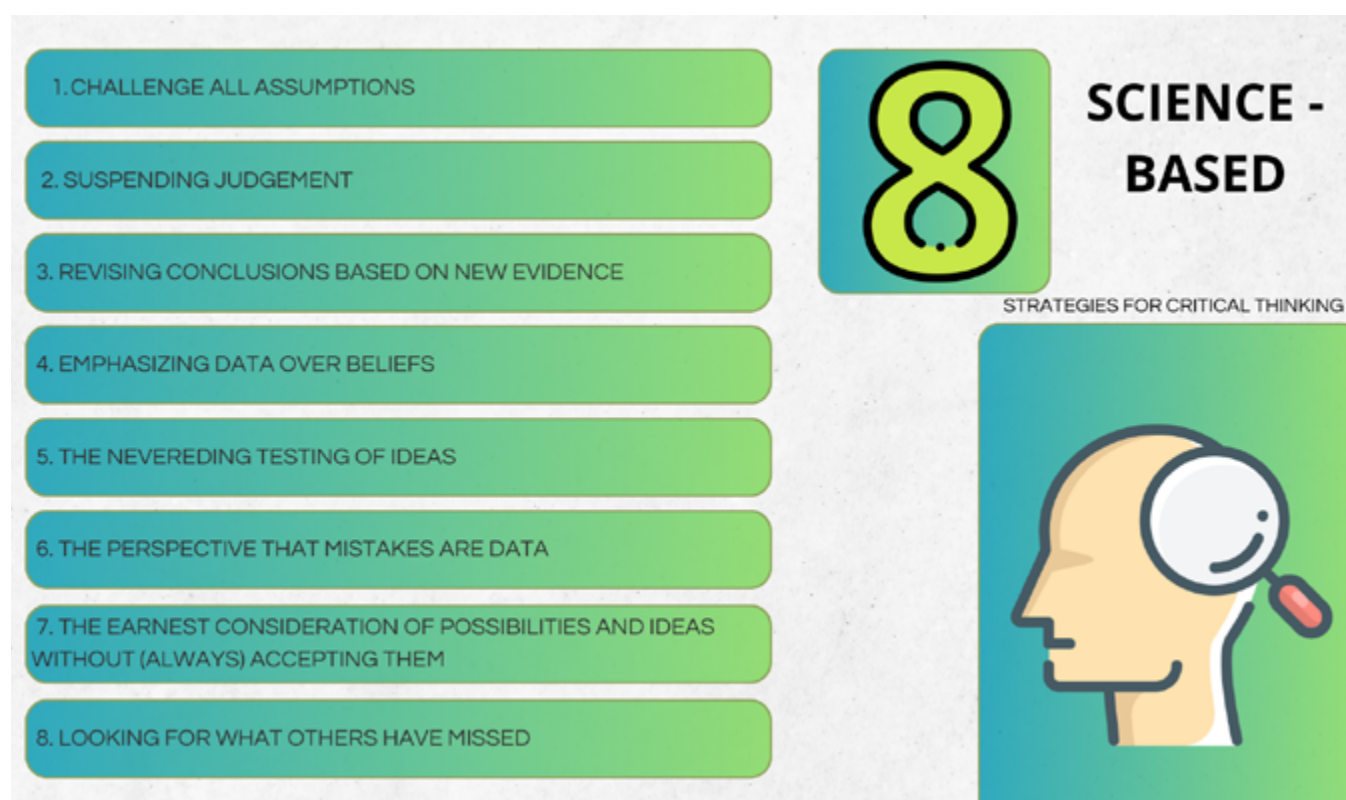 1. CHALLENGE ALL ASSUMPTIONS
2. SUSPENDING JUDGEMENT
3. REVISING CONCLUSIONS BASED ON NEW EVIDENCE
4. EMPHASIZING DATA OVER BELIEFS
5. THE NEVEREDING TESTING OF IDEAS
6. THE PERSPECTIVE THAT MISTAKES ARE DATA
7. THE EARNEST CONSIDERATION OF POSSIBILITIES AND IDEAS
WITHOUT (ALWAYS) ACCEPTING THEM
8. LOOKING FOR WHAT OTHERS HAVE MISSED
8
SCIENCE -
BASED
STRATEGIES FOR CRITICAL THINKING